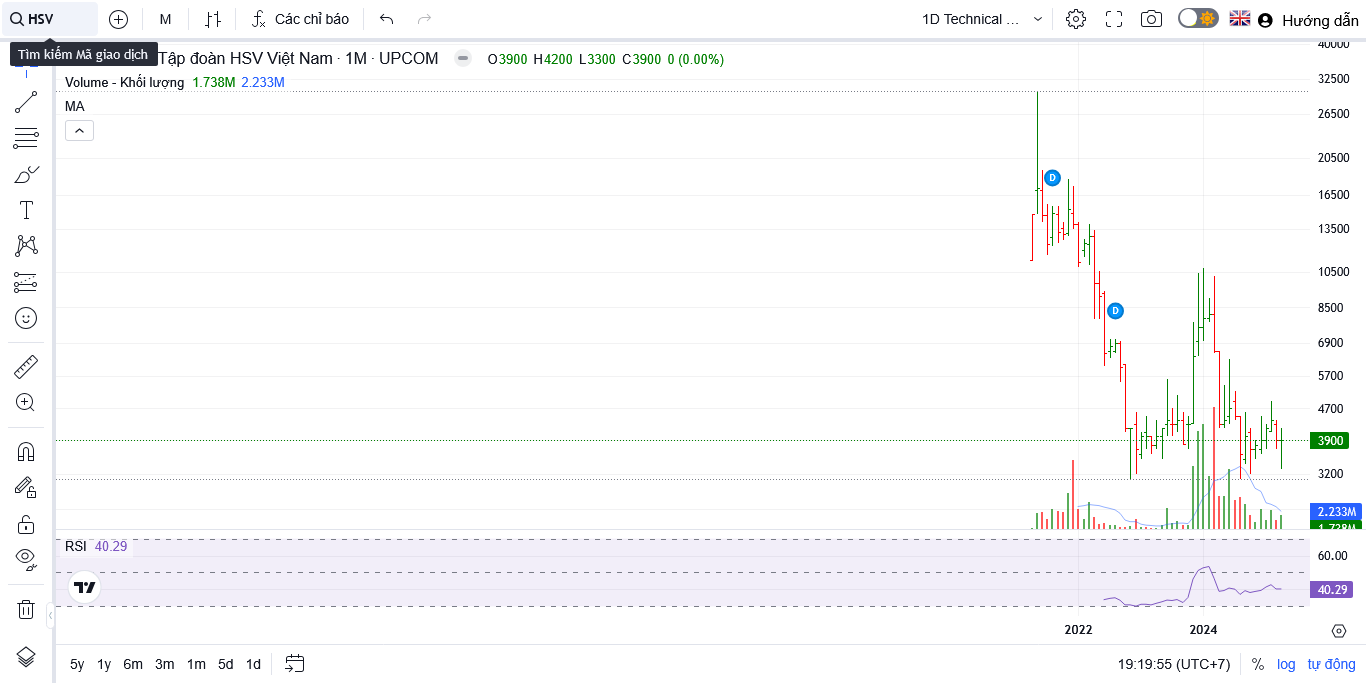 HSV
M
Các chỉ báo
1D Technical ...
Hướng dẫn
Tìm kiếm Mã giao dịch
Tập đoàn HSV Việt Nam · 1M · UPCOM
O3900 H4200 L3300 C3900 0 (0.00%)
Volume - Khối lượng 1.738M 2.233M
MA
40000
32500
26500
20500
16500
13500
10500
8500
6900
5700
4700
3900
3200
2.233M
1.738M
D
D
RSI 40.29
60.00
40.29
2022
2024
5y 1y 6m 3m 1m 5d 1d
19:19:55 (UTC+7)
% log tự động